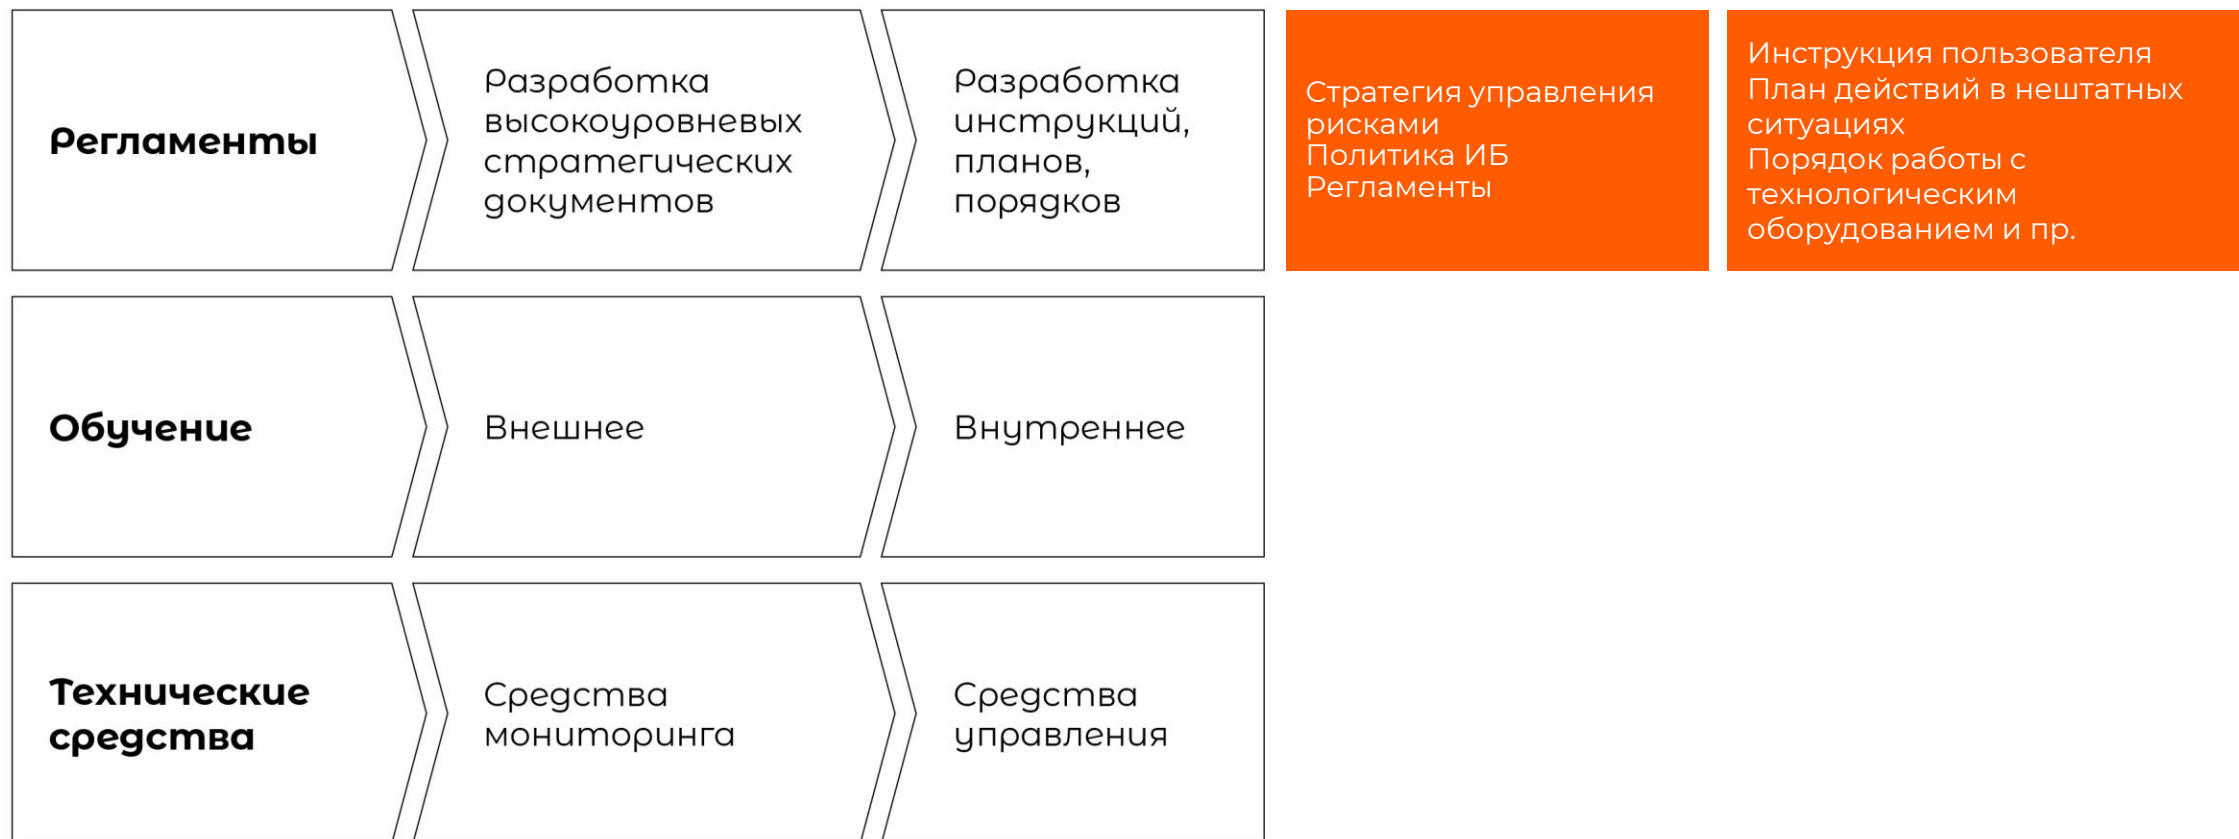 Регламенты
Разработка
высокоуровневых
стратегических
документов
Разработка
инструкций,
планов,
порядков
Стратегия управления
рисками
Политика ИБ
Регламенты
Инструкция пользователя
План действий в нештатных
ситуациях
Порядок работы с
технологическим
оборудованием и пр.
Обучение
Внешнее
Внутреннее
Технические
средства
Средства
мониторинга
Средства
управления